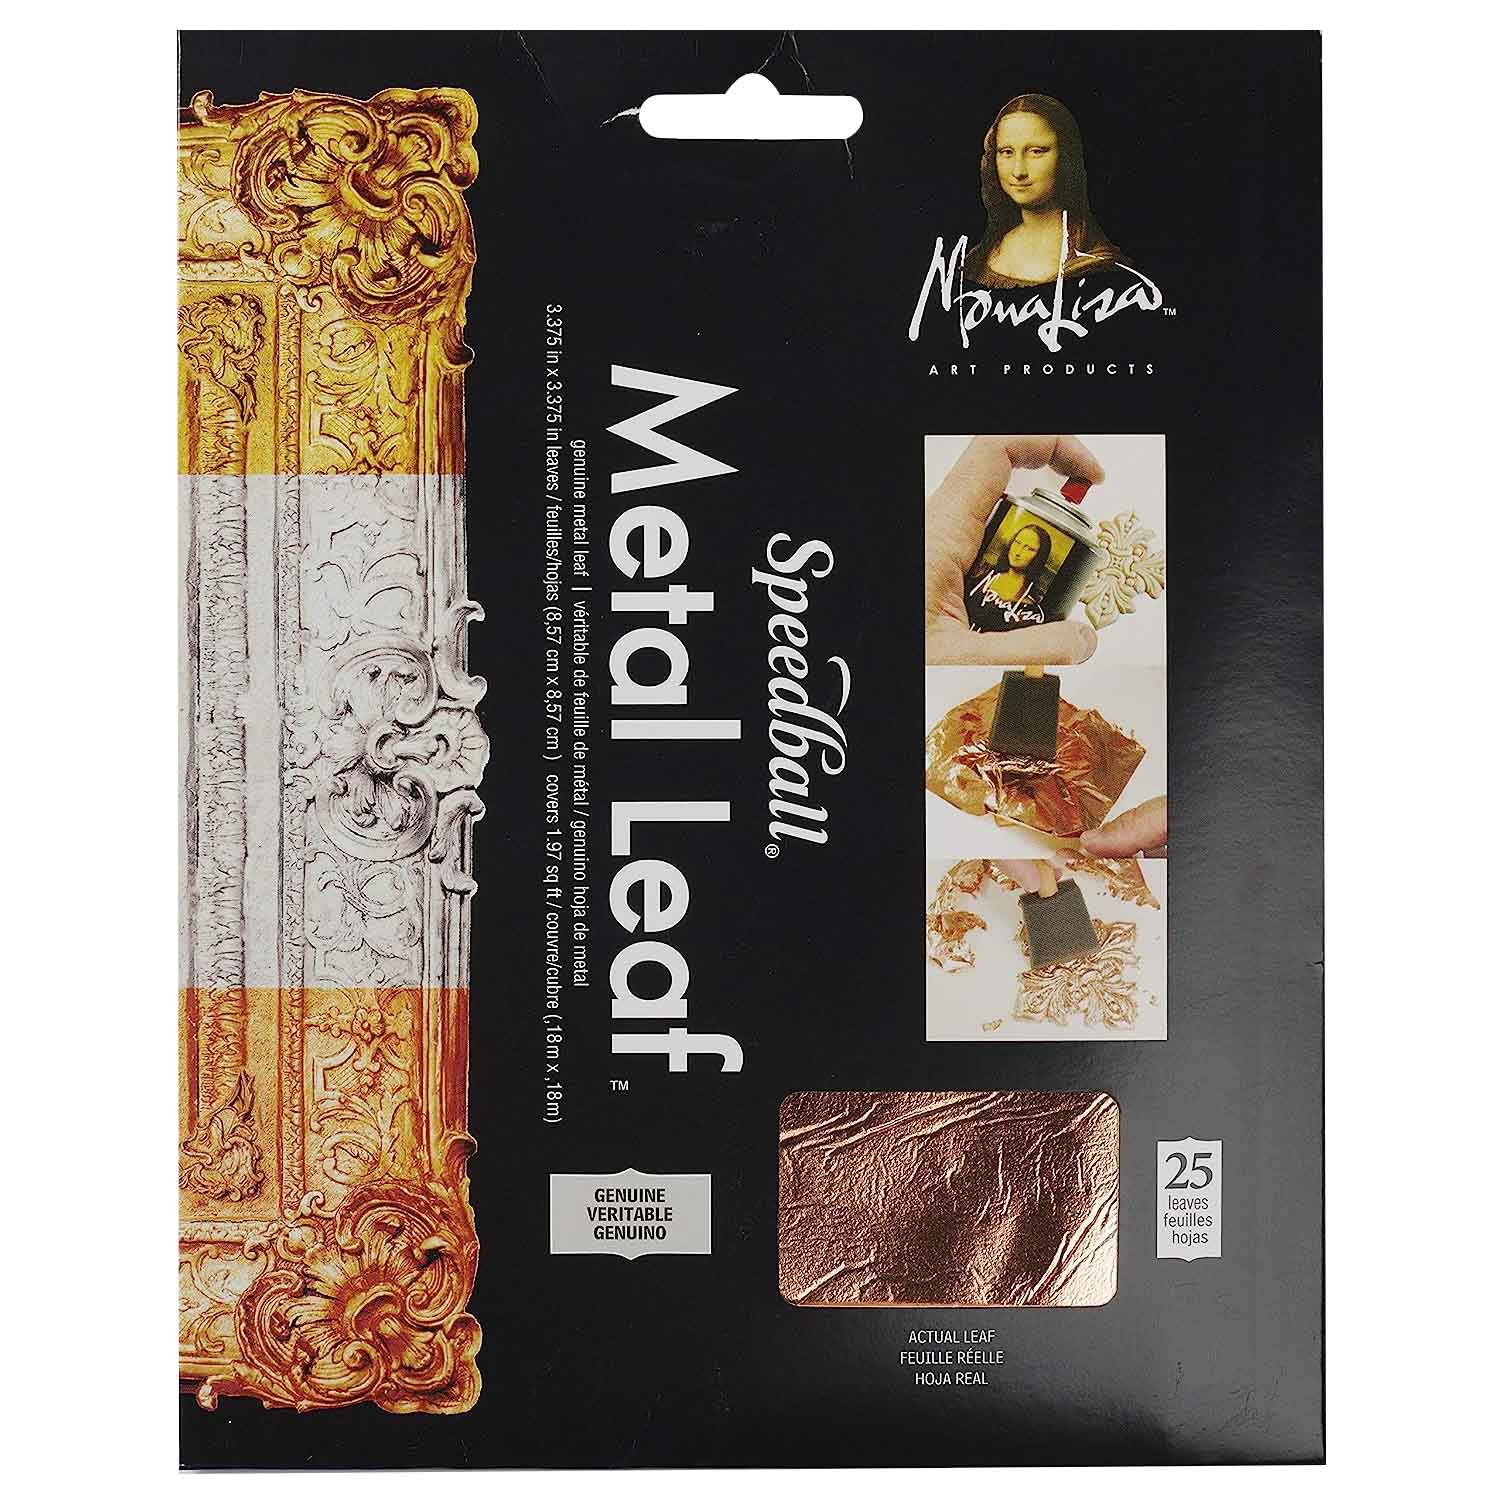 MonaLisa™
ART PRODUCTS
MonaLisa
Speedball®
Metal Leaf™
genuine metal leaf | véritable de feuille de métal / genuino hoja de metal
3.375 in x 3.375 in leaves / feuilles/hojas (8,57 cm x 8,57 cm ) covers 1.97 sq ft / couvre/cubre (,18m x ,18m)
GENUINE
VERITABLE
GENUINO
25
leaves
feuilles
hojas
ACTUAL LEAF
FEUILLE RÉELLE
HOJA REAL